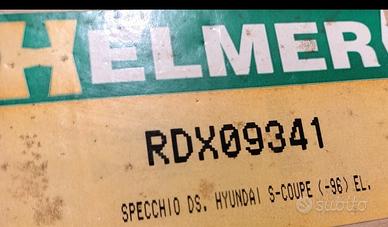 HELMER
RDX09341
SPECCHIO DS. HYUNDAI S-COUPE (-96) EL.
subito